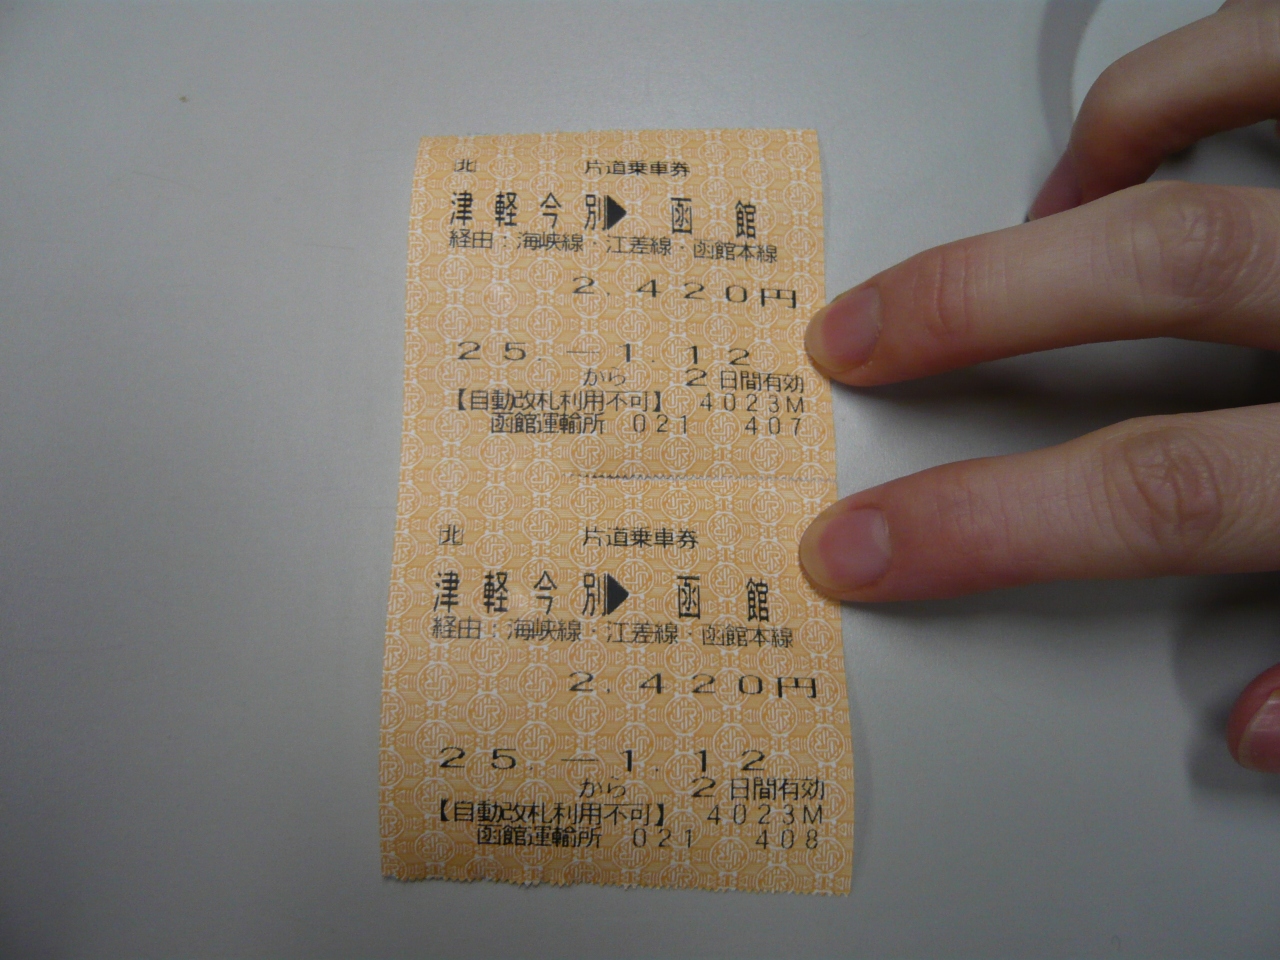 北 片道乗車券
津軽今別▶函館
経由:海峡線・江差線・函館本線
2.420円
25.-1.12
から 2日間有効
【自動改札利用不可】 4023M
函館運輸所 021 407
北 片道乗車券
津軽今別▶函館
経由:海峡線・江差線・函館本線
2.420円
25.-1.12
から 2日間有効
【自動改札利用不可】 4023M
函館運輸所 021 408